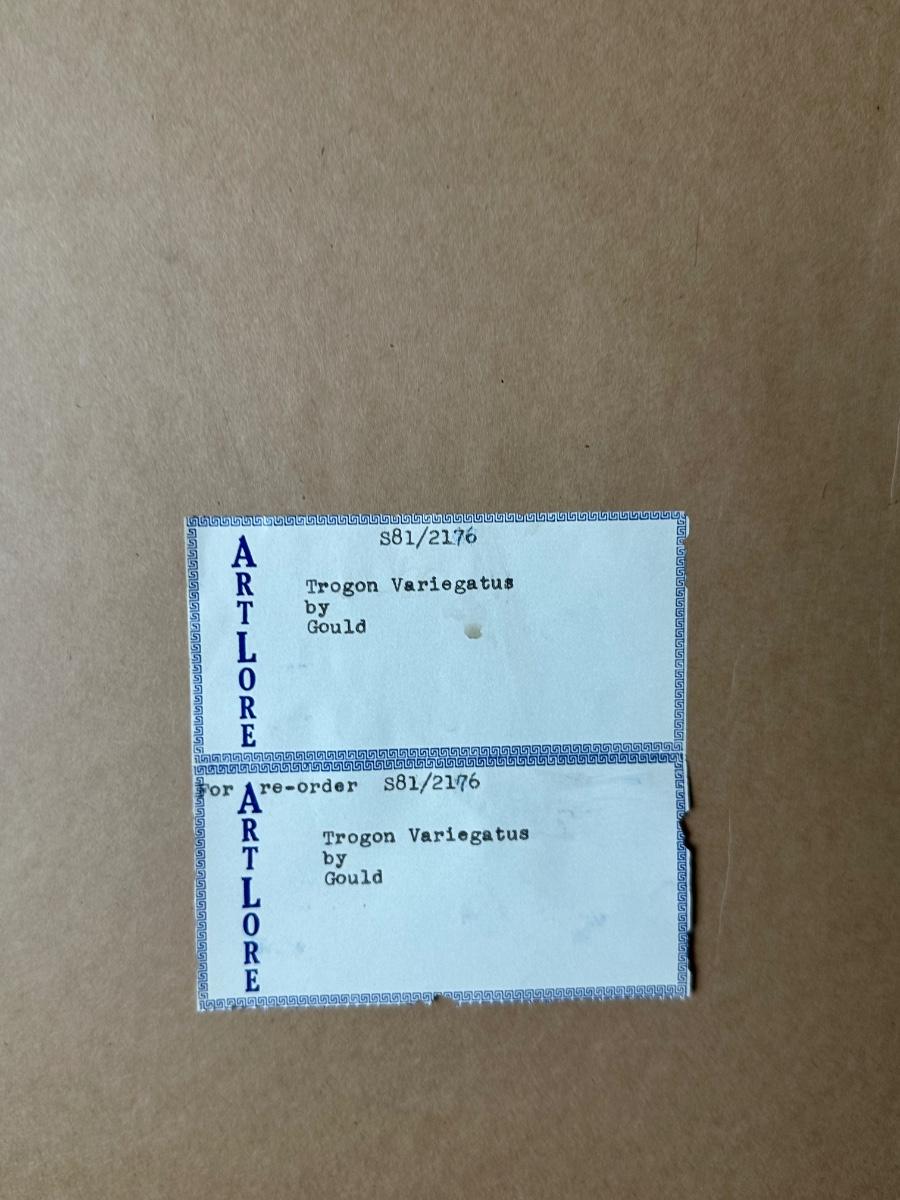 ARTLORE
S81/2176
Trogon Variegatus
by
Gould
ARTLORE
For re-order S81/2176
Trogon Variegatus
by
Gould